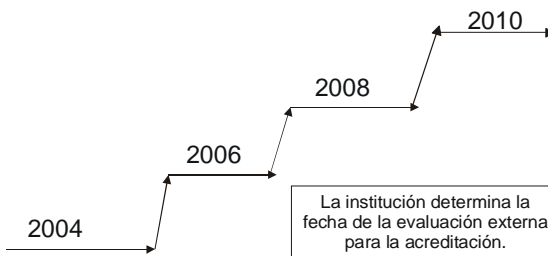 2010
2008
2006
2004
La institución determina la
fecha de la evaluación externa
para la acreditación.